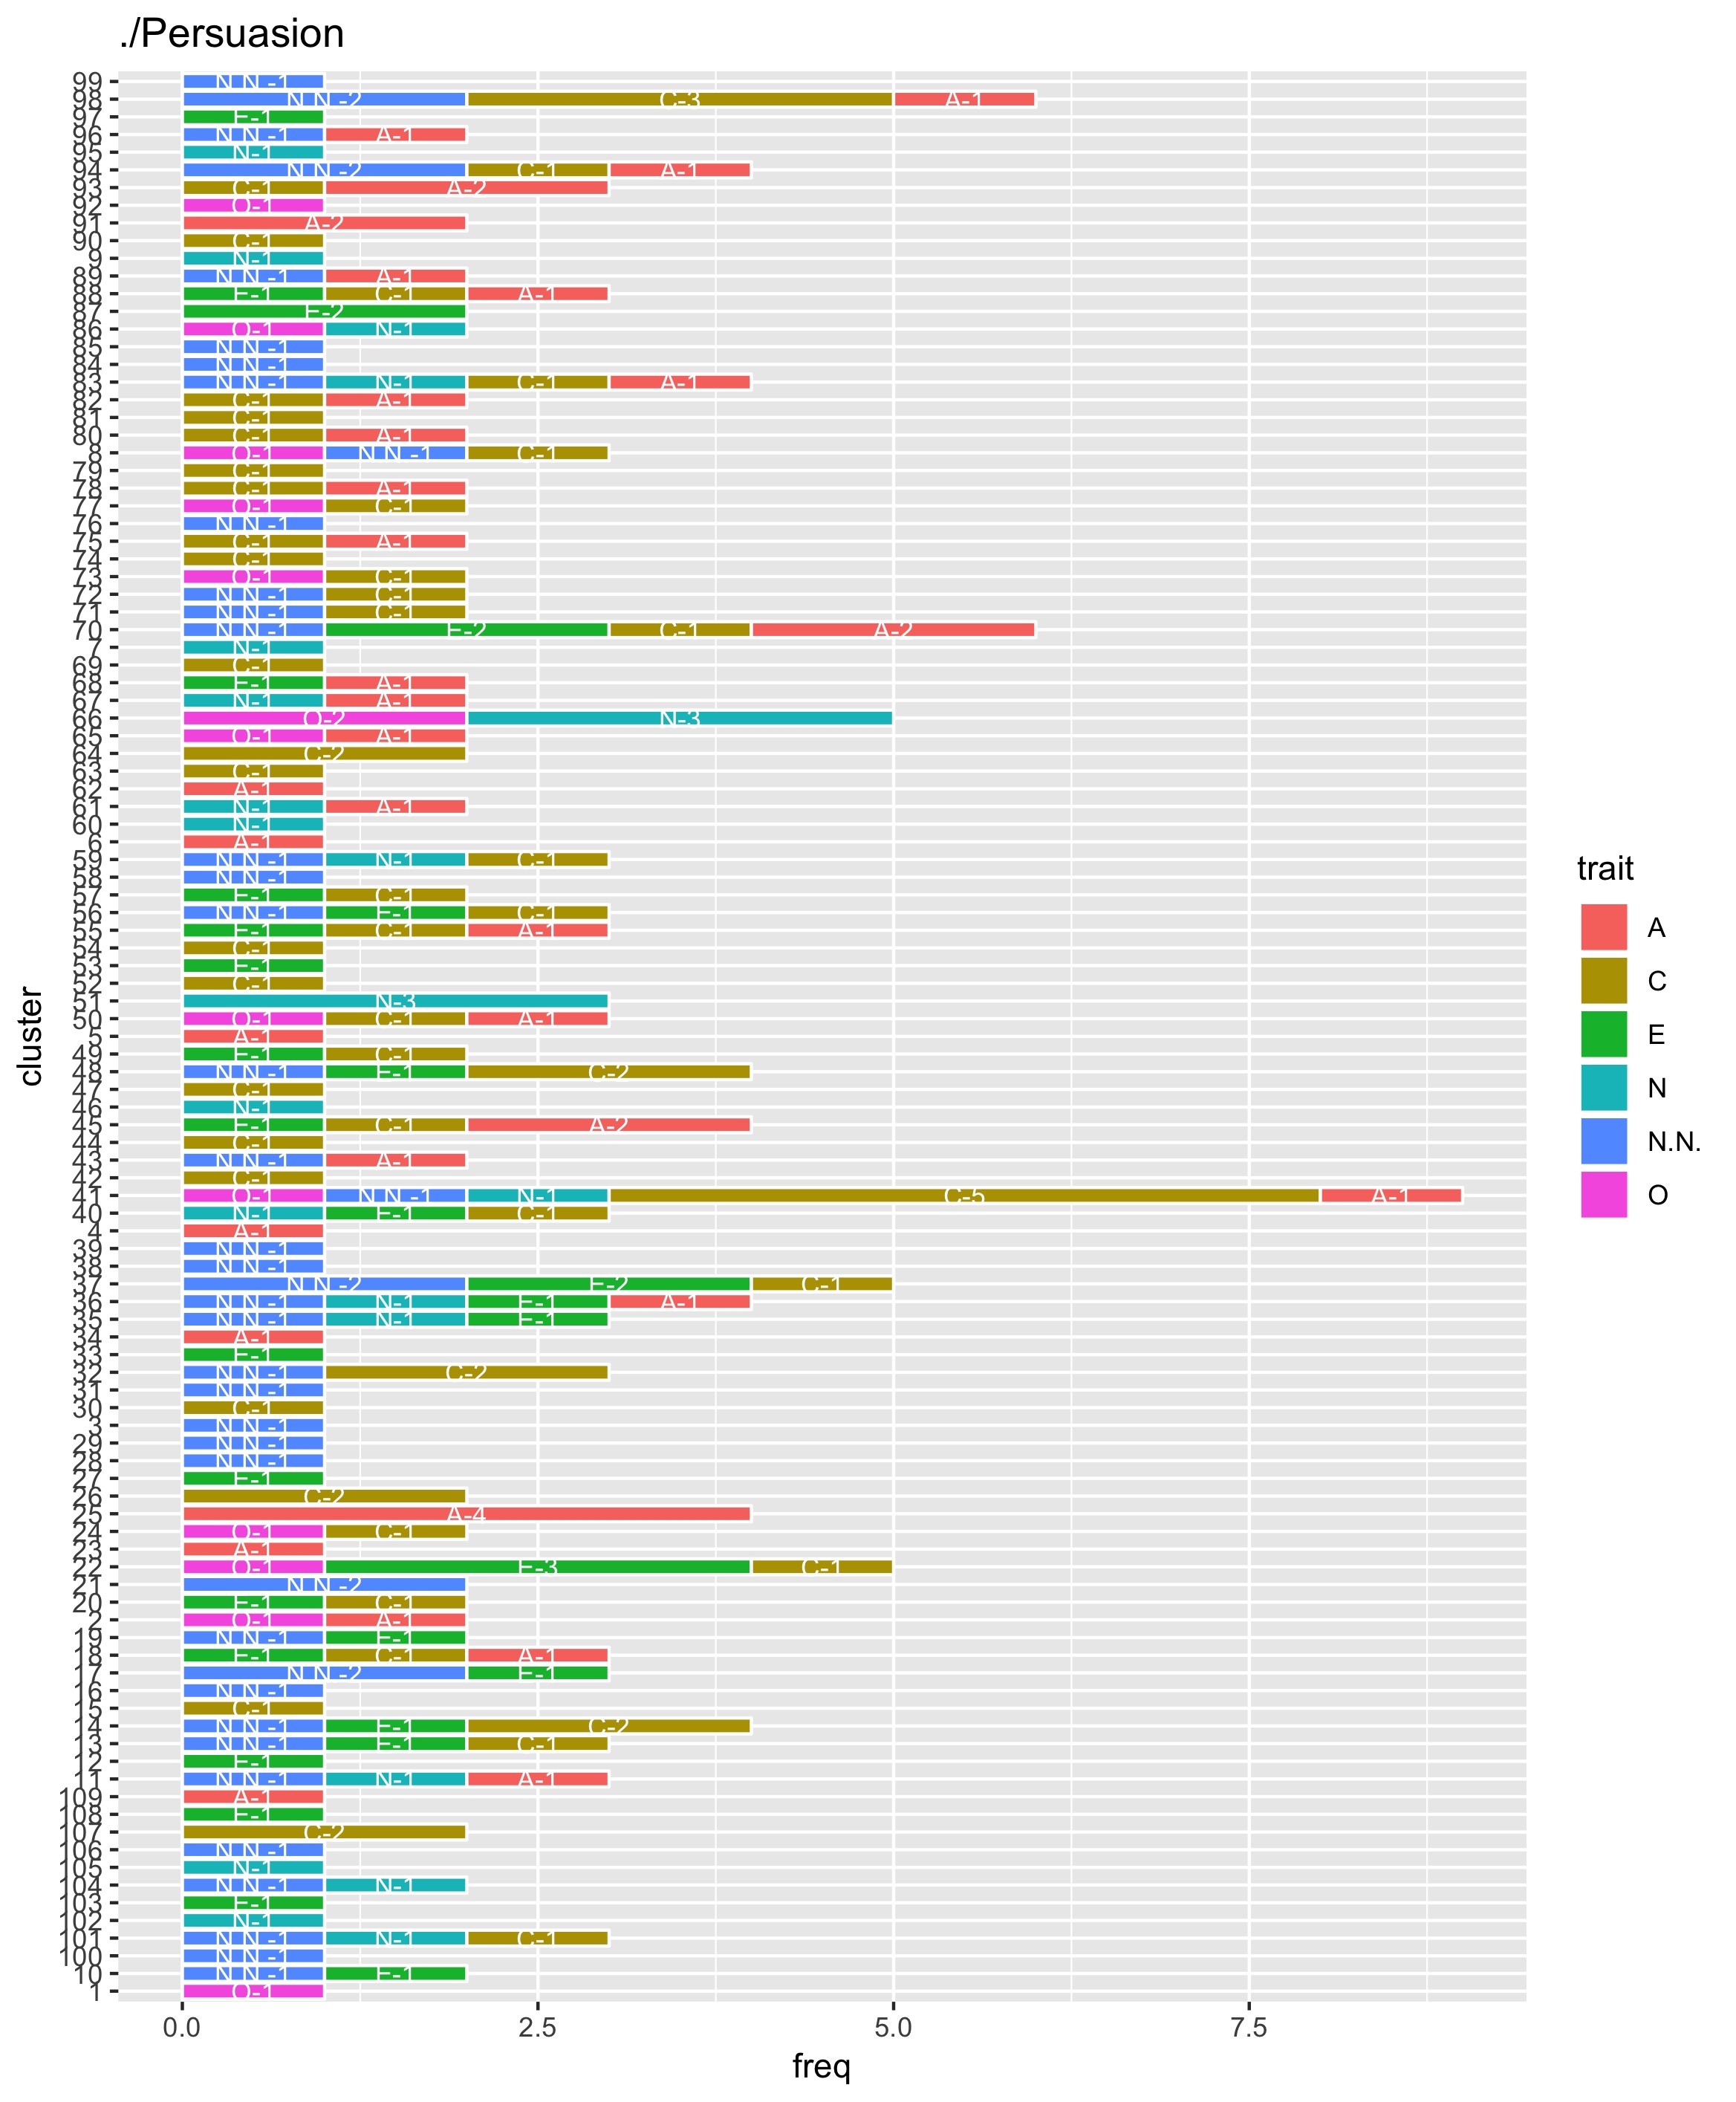 ./Persuasion
99 N.N.-1
98 N.N.-2 C-3 A-1
97 E-1
96 N.N.-1 A-1
95 N-1
94 N.N.-2 C-1 A-1
93 C-1 A-2
92 O-1
91 A-2
90 C-1
9 N-1
89 N.N.-1 A-1
88 E-1 C-1 A-1
87 E-2
86 O-1 N-1
85 N.N.-1
84 N.N.-1
83 N.N.-1 N-1 C-1 A-1
82 C-1 A-1
81 C-1
80 C-1 A-1
8 O-1 N.N.-1 C-1
79 C-1
78 C-1 A-1
77 O-1 C-1
76 N.N.-1
75 C-1 A-1
74 C-1
73 O-1 C-1
72 N.N.-1 C-1
71 N.N.-1 C-1
70 N.N.-1 E-2 C-1 A-2
7 N-1
69 C-1
68 E-1 A-1
67 N-1 A-1
66 O-2 N-3
65 O-1 A-1
64 C-2
63 C-1
62 A-1
61 N-1 A-1
60 N-1
6 A-1
59 N.N.-1 N-1 C-1
58 N.N.-1
57 E-1 C-1
56 N.N.-1 E-1 C-1
55 E-1 C-1 A-1
54 C-1
53 E-1
52 C-1
51 N-3
50 O-1 C-1 A-1
5 A-1
49 E-1 C-1
48 N.N.-1 E-1 C-2
47 C-1
46 N-1
45 E-1 C-1 A-2
44 C-1
43 N.N.-1 A-1
42 C-1
41 O-1 N.N.-1 N-1 C-5 A-1
40 N-1 E-1 C-1
4 A-1
39 N.N.-1
38 N.N.-1
37 N.N.-2 E-2 C-1
36 N.N.-1 N-1 E-1 A-1
35 N.N.-1 N-1 E-1
34 A-1
33 E-1
32 N.N.-1 C-2
31 N.N.-1
30 C-1
3 N.N.-1
29 N.N.-1
28 N.N.-1
27 E-1
26 C-2
25 A-4
24 O-1 C-1
23 A-1
22 O-1 E-3 C-1
21 N.N.-2
20 E-1 C-1
2 O-1 A-1
19 N.N.-1 E-1
18 E-1 C-1 A-1
17 N.N.-2 E-1
16 N.N.-1
15 C-1
14 N.N.-1 E-1 C-2
13 N.N.-1 E-1 C-1
12 E-1
11 N.N.-1 N-1 A-1
109 A-1
108 E-1
107 C-2
106 N.N.-1
105 N-1
104 N.N.-1 N-1
103 E-1
102 N-1
101 N.N.-1 N-1 C-1
100 N.N.-1
10 N.N.-1 E-1
1 O-1
0.0 2.5 5.0 7.5
freq
cluster
trait
A
C
E
N
N.N.
O